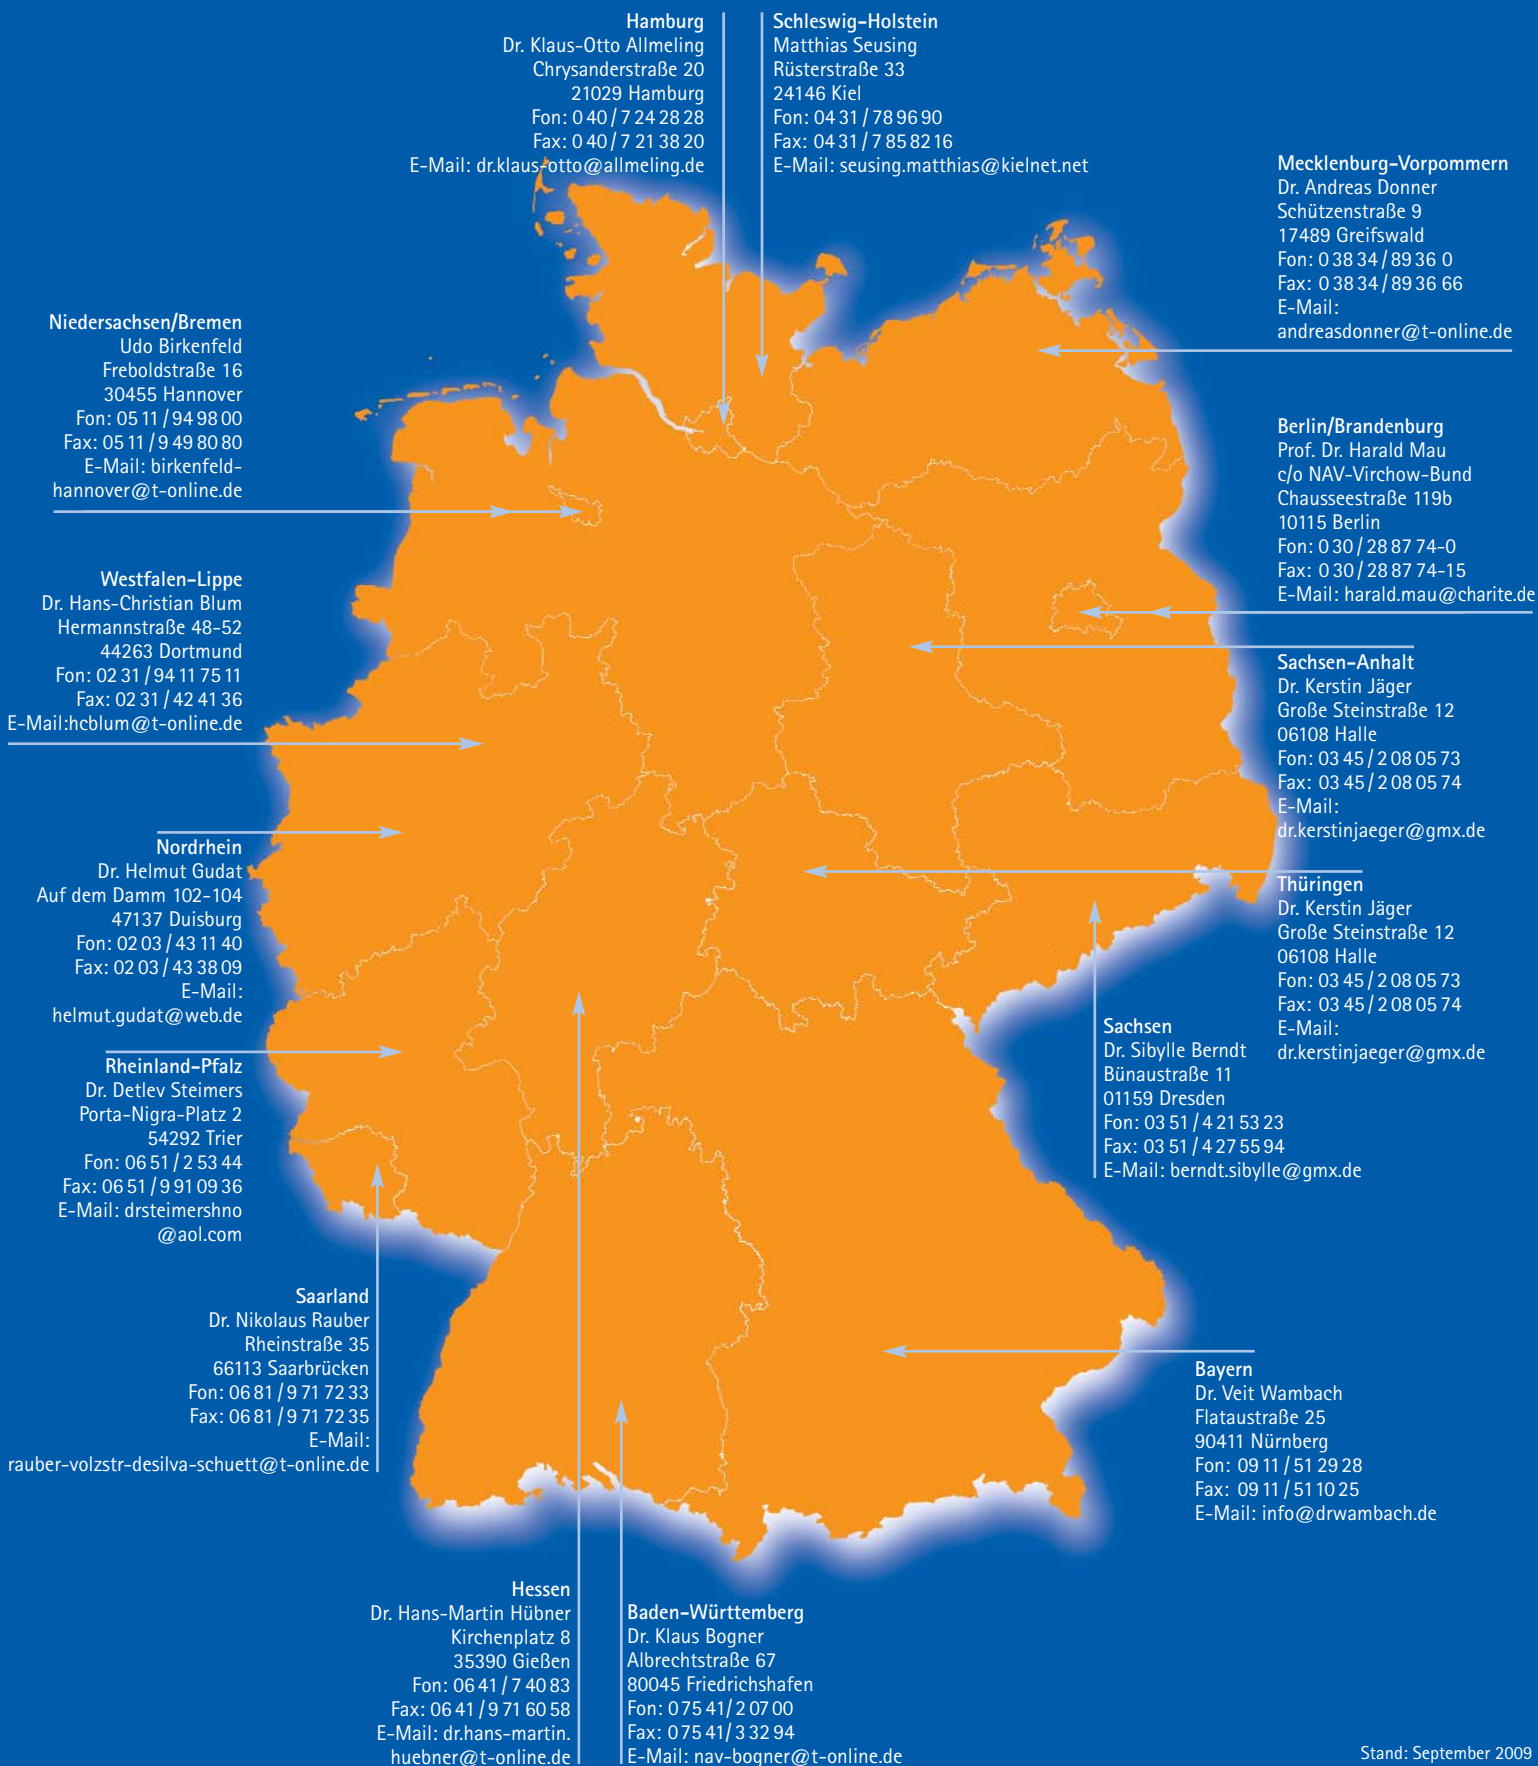 Hamburg
Dr. Klaus-Otto Allmeling
Chrysanderstraße 20
21029 Hamburg
Fon: 0 40 / 7 24 28 28
Fax: 0 40 / 7 21 38 20
E-Mail: dr.klaus-otto@allmeling.de
Schleswig-Holstein
Matthias Seusing
Rüsterstraße 33
24146 Kiel
Fon: 04 31 / 78 96 90
Fax: 04 31 / 7 85 82 16
E-Mail: seusing.matthias@kielnet.net
Mecklenburg-Vorpommern
Dr. Andreas Donner
Schützenstraße 9
17489 Greifswald
Fon: 0 38 34 / 89 36 0
Fax: 0 38 34 / 89 36 66
E-Mail:
andreasdonner@t-online.de
Niedersachsen/Bremen
Udo Birkenfeld
Freboldstraße 16
30455 Hannover
Fon: 05 11 / 94 98 00
Fax: 05 11 / 9 49 80 80
E-Mail: birkenfeld-
hannover@t-online.de
Berlin/Brandenburg
Prof. Dr. Harald Mau
c/o NAV-Virchow-Bund
Chausseestraße 119b
10115 Berlin
Fon: 0 30 / 28 87 74-0
Fax: 0 30 / 28 87 74-15
E-Mail: harald.mau@charite.de
Westfalen-Lippe
Dr. Hans-Christian Blum
Hermannstraße 48-52
44263 Dortmund
Fon: 02 31 / 94 11 75 11
Fax: 02 31 / 42 41 36
E-Mail:hcblum@t-online.de
Sachsen-Anhalt
Dr. Kerstin Jäger
Große Steinstraße 12
06108 Halle
Fon: 03 45 / 2 08 05 73
Fax: 03 45 / 2 08 05 74
E-Mail:
dr.kerstinjaeger@gmx.de
Nordrhein
Dr. Helmut Gudat
Auf dem Damm 102-104
47137 Duisburg
Fon: 02 03 / 43 11 40
Fax: 02 03 / 43 38 09
E-Mail:
helmut.gudat@web.de
Thüringen
Dr. Kerstin Jäger
Große Steinstraße 12
06108 Halle
Fon: 03 45 / 2 08 05 73
Fax: 03 45 / 2 08 05 74
E-Mail:
dr.kerstinjaeger@gmx.de
Sachsen
Dr. Sibylle Berndt
Bünaustraße 11
01159 Dresden
Fon: 03 51 / 4 21 53 23
Fax: 03 51 / 4 27 55 94
E-Mail: berndt.sibylle@gmx.de
Rheinland-Pfalz
Dr. Detlev Steimers
Porta-Nigra-Platz 2
54292 Trier
Fon: 06 51 / 2 53 44
Fax: 06 51 / 9 91 09 36
E-Mail: drsteimershno
@aol.com
Saarland
Dr. Nikolaus Rauber
Rheinstraße 35
66113 Saarbrücken
Fon: 06 81 / 9 71 72 33
Fax: 06 81 / 9 71 72 35
E-Mail:
rauber-volzstr-desilva-schuett@t-online.de
Bayern
Dr. Veit Wambach
Flataustraße 25
90411 Nürnberg
Fon: 09 11 / 51 29 28
Fax: 09 11 / 51 10 25
E-Mail: info@drwambach.de
Hessen
Dr. Hans-Martin Hübner
Kirchenplatz 8
35390 Gießen
Fon: 06 41 / 7 40 83
Fax: 06 41 / 9 71 60 58
E-Mail: dr.hans-martin.
huebner@t-online.de
Baden-Württemberg
Dr. Klaus Bogner
Albrechtstraße 67
80045 Friedrichshafen
Fon: 0 75 41/ 2 07 00
Fax: 0 75 41/ 3 32 94
E-Mail: nav-bogner@t-online.de
Stand: September 2009